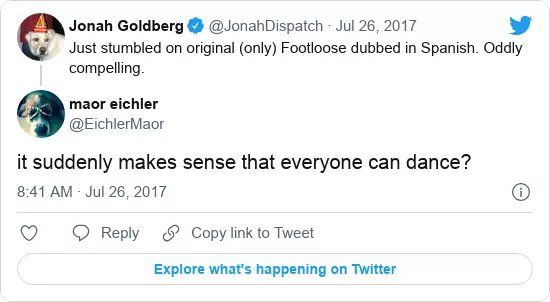 Jonah Goldberg @JonahDispatch · Jul 26, 2017
Just stumbled on original (only) Footloose dubbed in Spanish. Oddly
compelling.
maor eichler
@EichlerMaor
it suddenly makes sense that everyone can dance?
8:41 AM · Jul 26, 2017
Reply Copy link to Tweet
Explore what's happening on Twitter